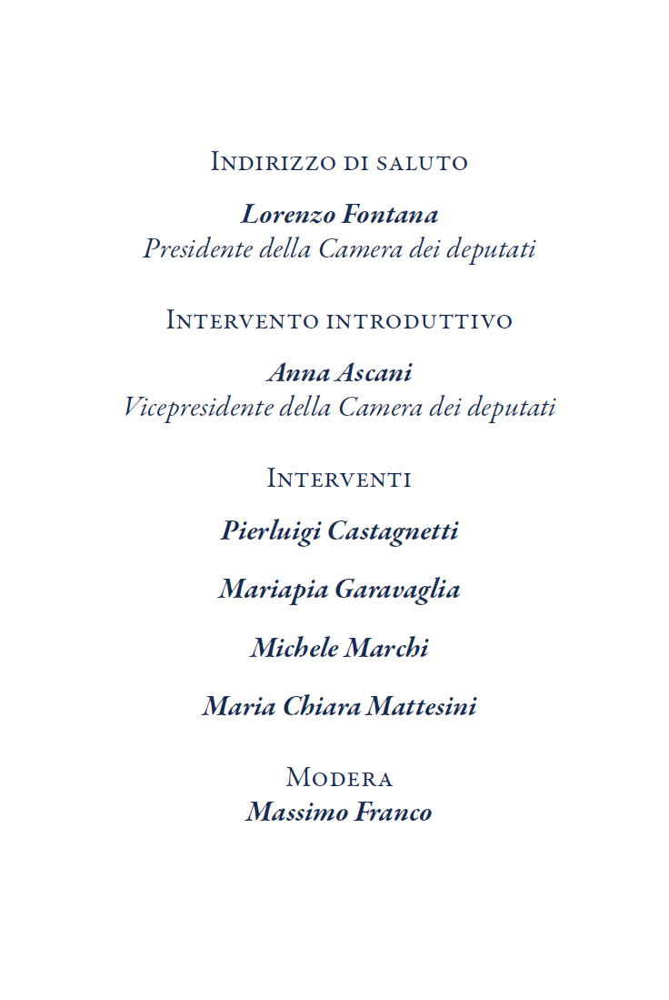 Indirizzo di saluto
Lorenzo Fontana
Presidente della Camera dei deputati
Intervento introduttivo
Anna Ascani
Vicepresidente della Camera dei deputati
Interventi
Pierluigi Castagnetti
Mariapia Garavaglia
Michele Marchi
Maria Chiara Mattesini
Modera
Massimo Franco